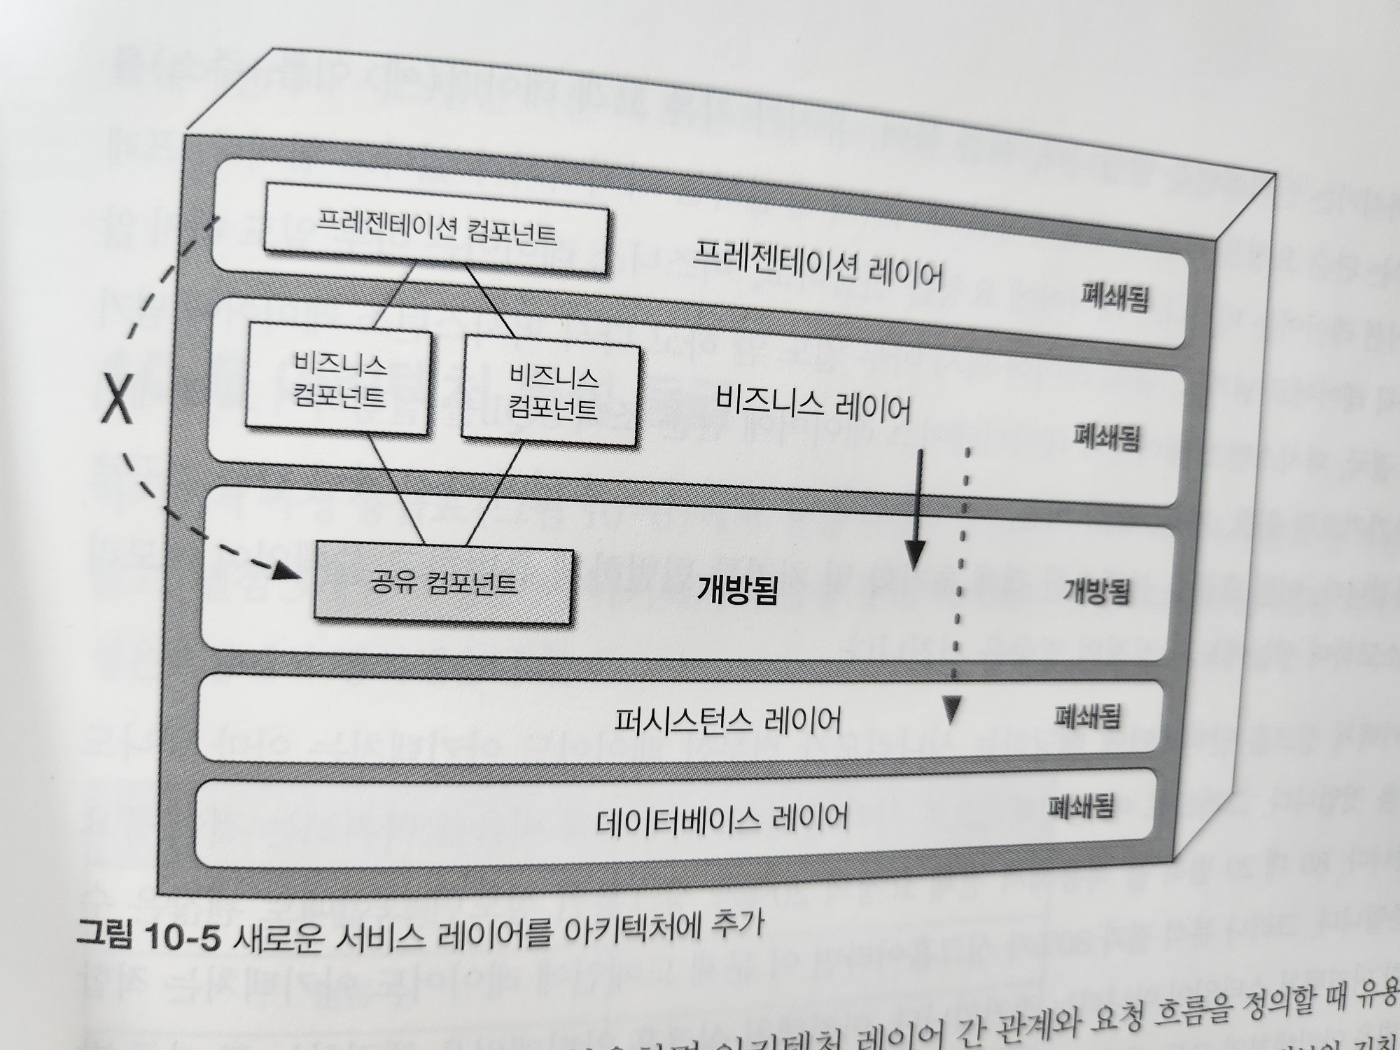 프레젠테이션 컴포넌트
프레젠테이션 레이어
폐쇄됨
비즈니스
컴포넌트
비즈니스
컴포넌트
비즈니스 레이어
폐쇄됨
X
공유 컴포넌트
개방됨
개방됨
퍼시스턴스 레이어
폐쇄됨
데이터베이스 레이어
폐쇄됨
그림 10-5 새로운 서비스 레이어를 아키텍처에 추가
아키텍처 레이어 간 관계와 요청 흐름을 정의할 때 유용